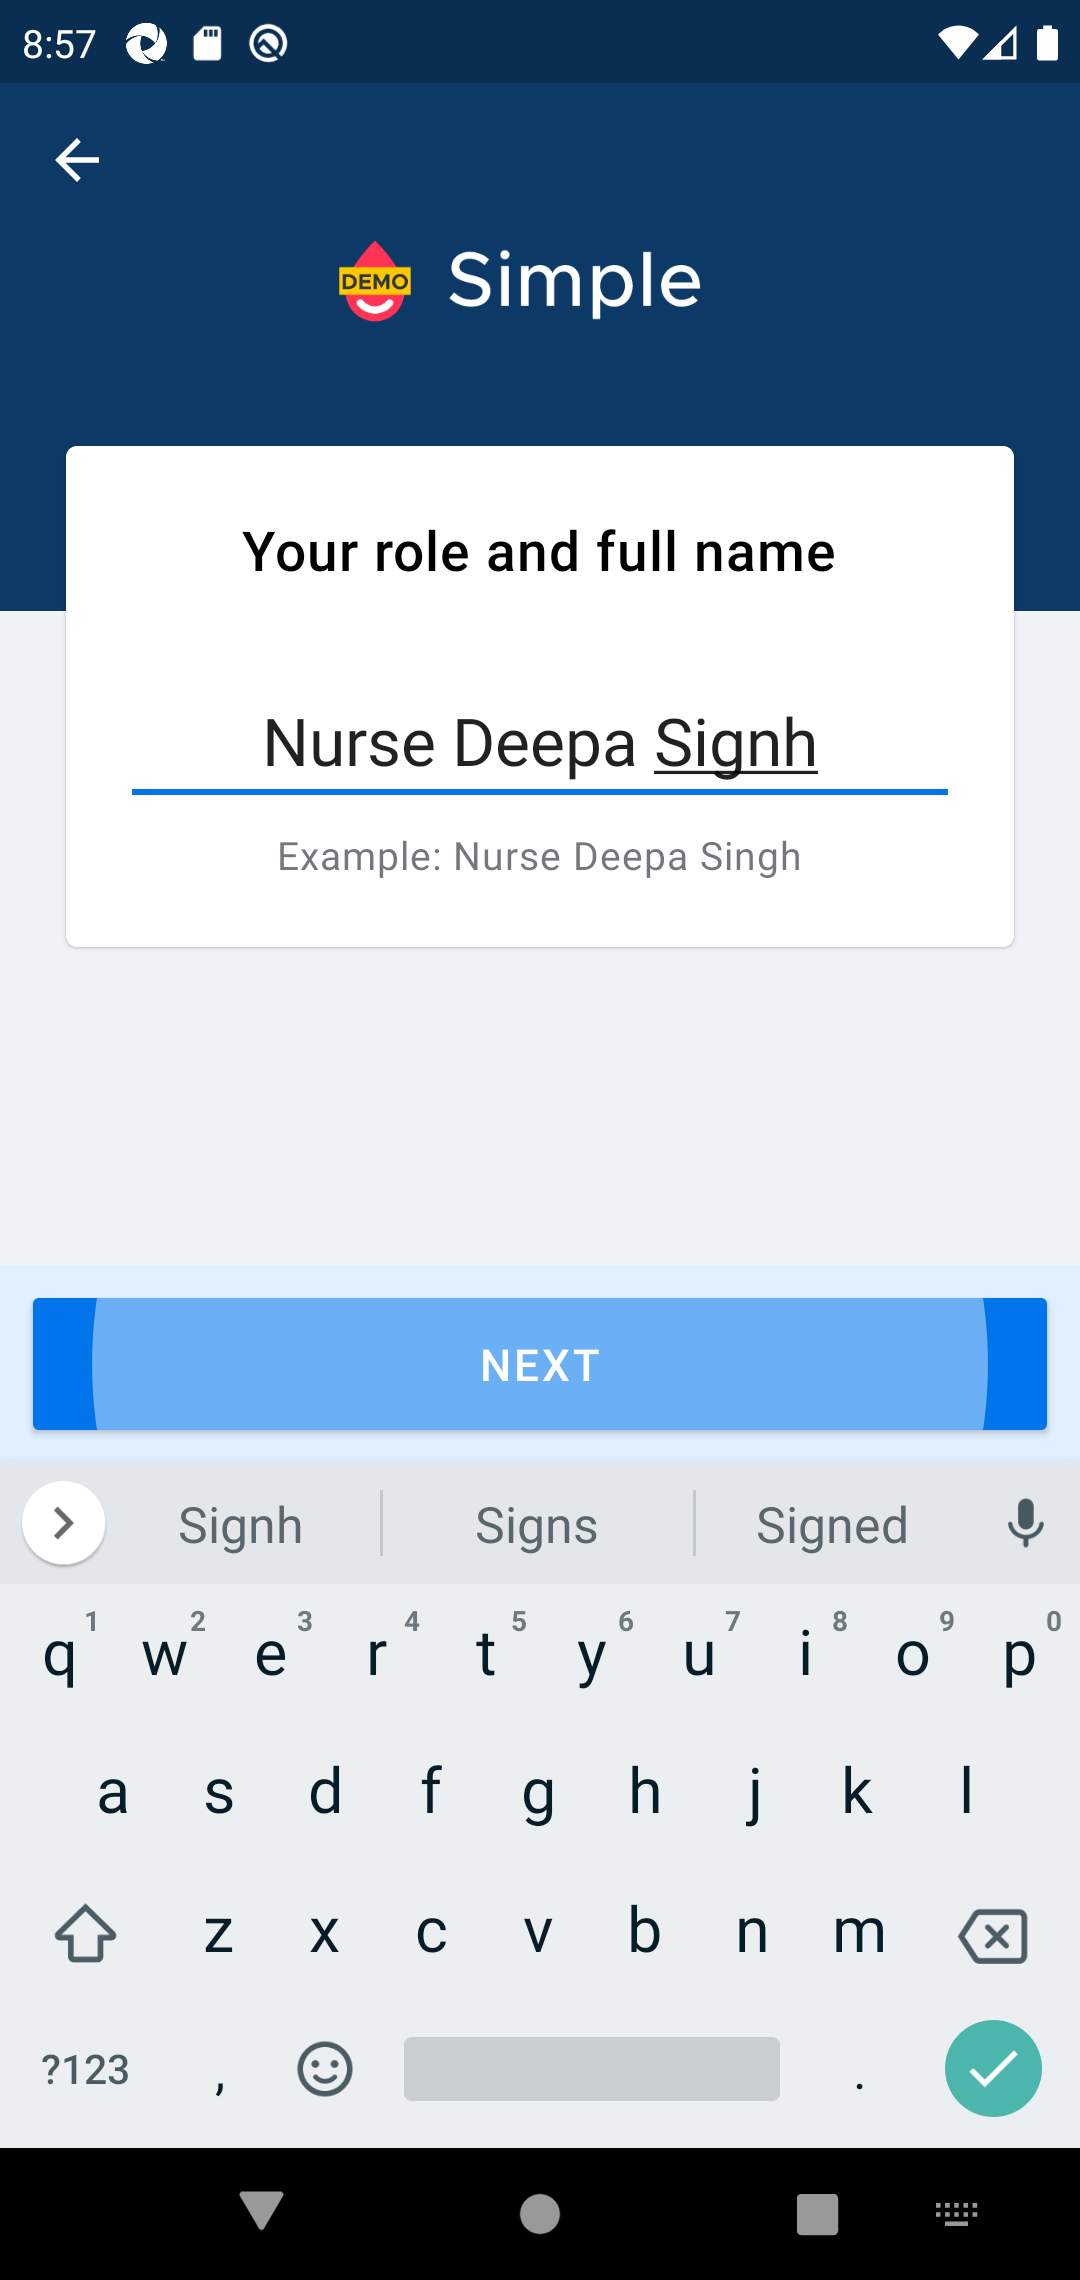 8:57
DEMO Simple
Your role and full name
Nurse Deepa Signh
Example: Nurse Deepa Singh
NEXT
Signh Signs Signed
1 2 3 4 5 6 7 8 9 0
q w e r t y u i o p
a s d f g h j k l
z x c v b n m
?123 , .